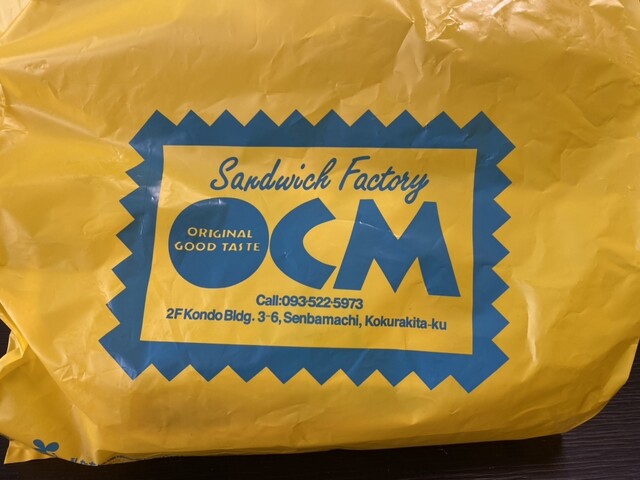 Sandwich Factory
ORIGINAL
GOOD TASTE
OCM
Call:093-522-5973
2F Kondo Bldg. 3-6, Senbamachi, Kokurakita-ku